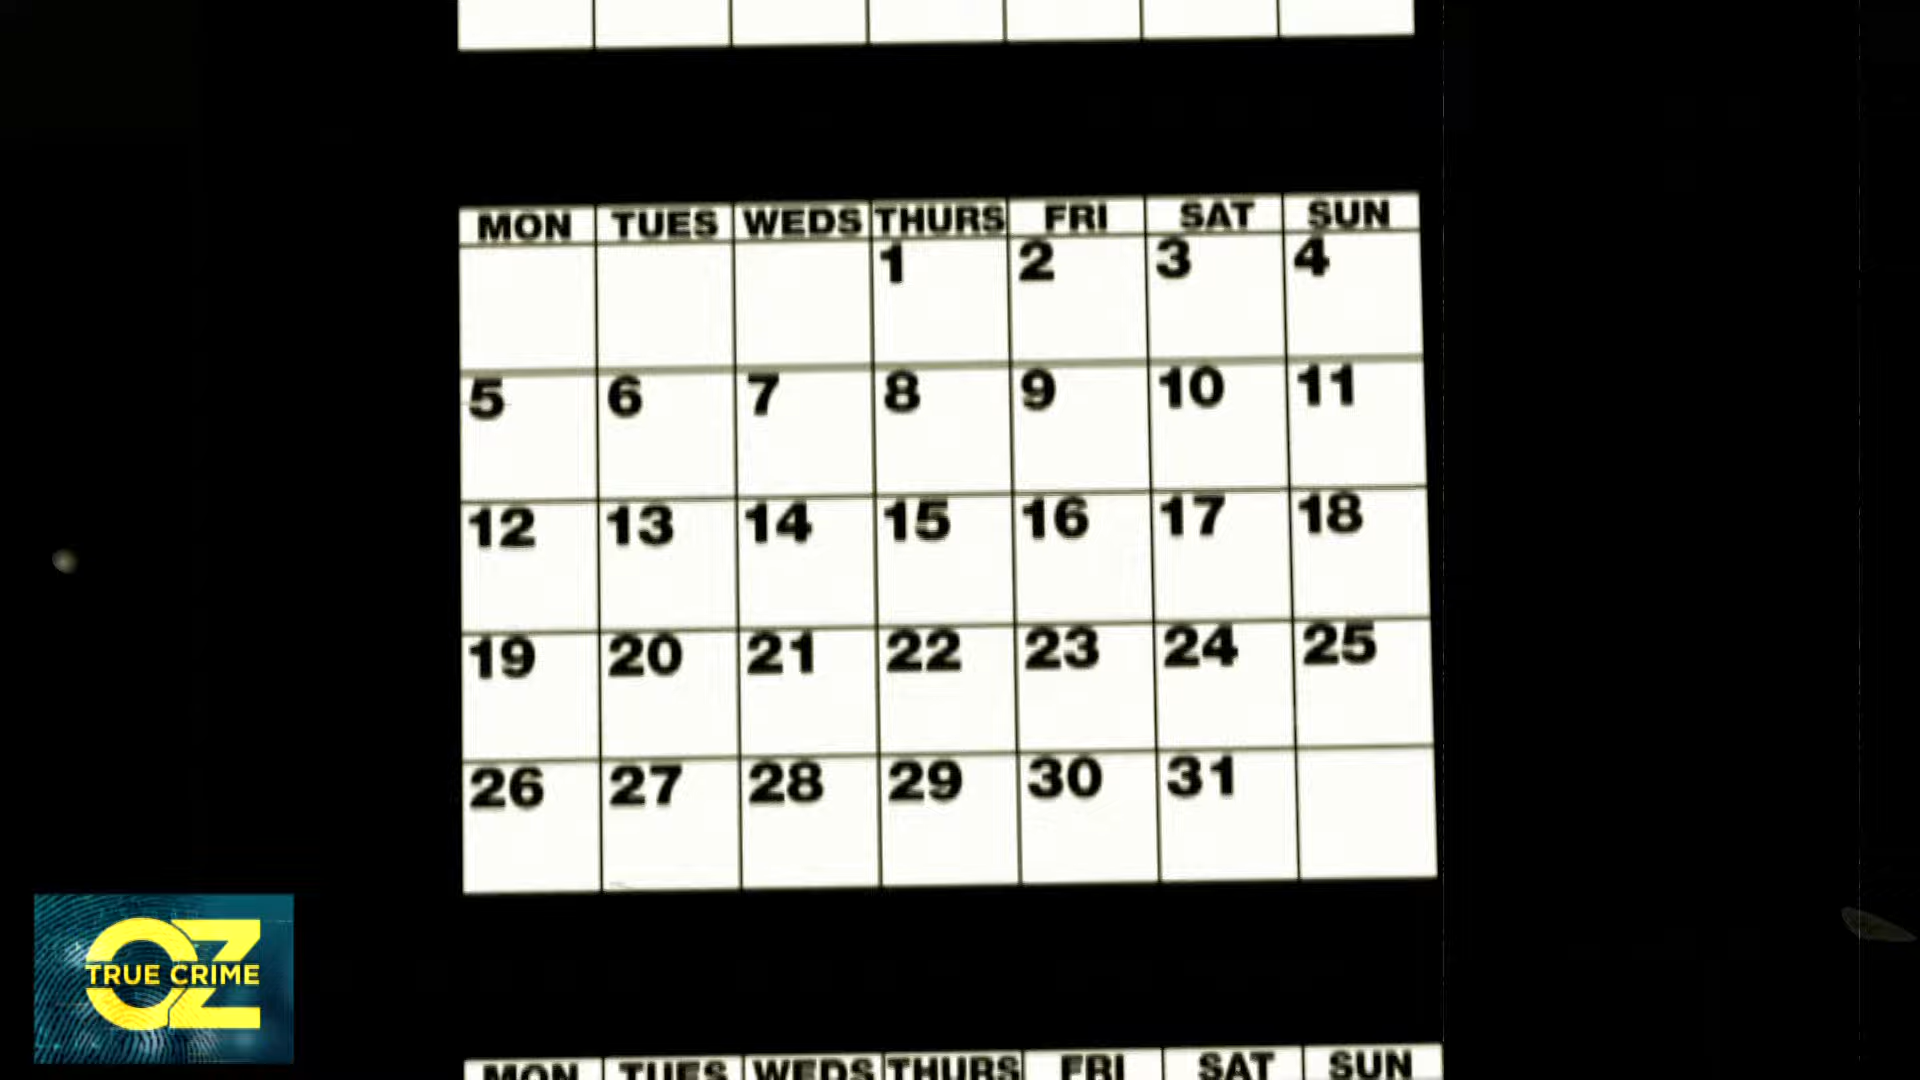 MON TUES WEDS THURS FRI SAT SUN
1 2 3 4
5 6 7 8 9 10 11
12 13 14 15 16 17 18
19 20 21 22 23 24 25
26 27 28 29 30 31
OZ
TRUE CRIME
MON TUES WEDS THURS FRI SAT SUN